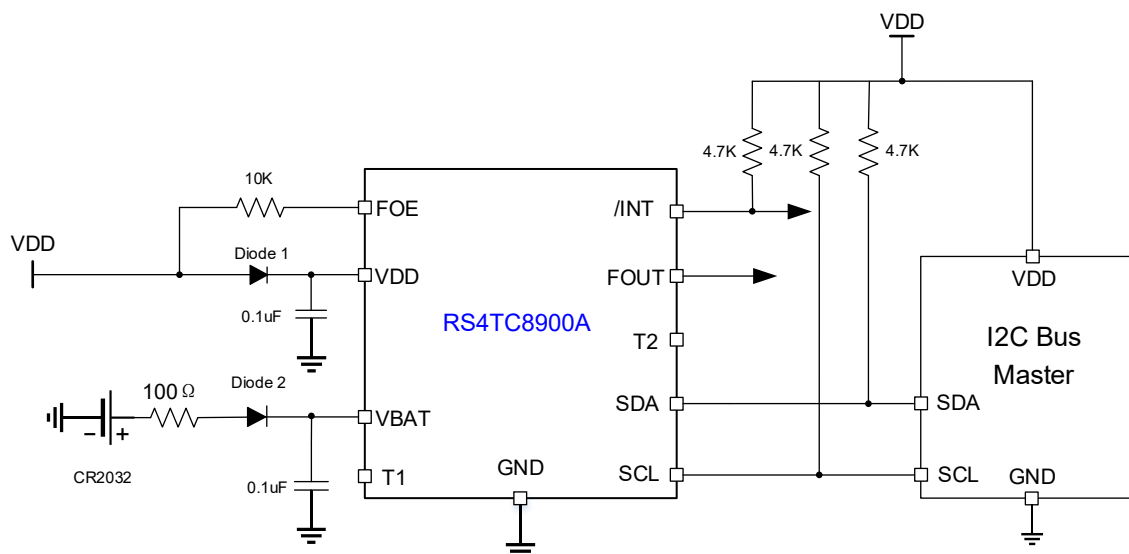 VDD
4.7K 4.7K 4.7K
10K
FOE
/INT
VDD
Diode 1
VDD
FOUT
VDD
0.1uF
RS4TC8900A
T2
I2C Bus
Master
100Ω
Diode 2
VBAT
SDA
SDA
− +
CR2032
T1
GND
SCL
SCL
GND
0.1uF